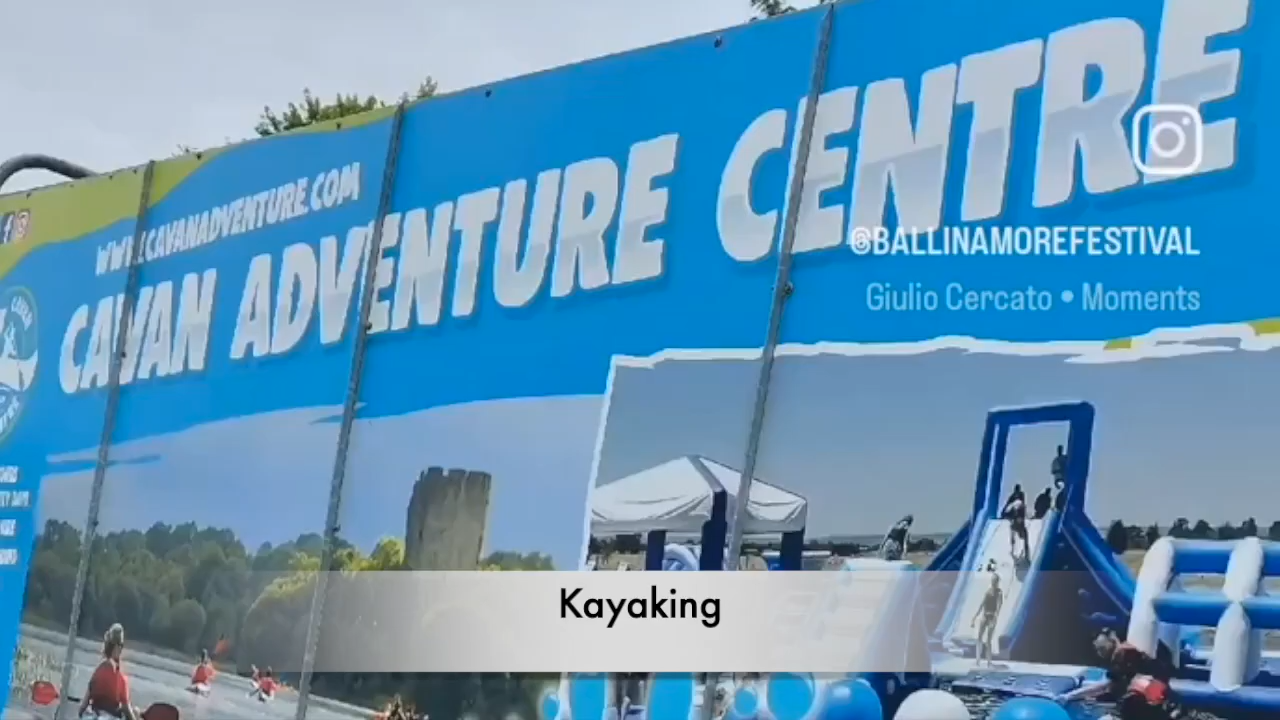 WWW.CAVANADVENTURE.COM
CAVAN ADVENTURE CENTRE
@BALLINAMOREFESTIVAL
Giulio Cercato • Moments
Kayaking